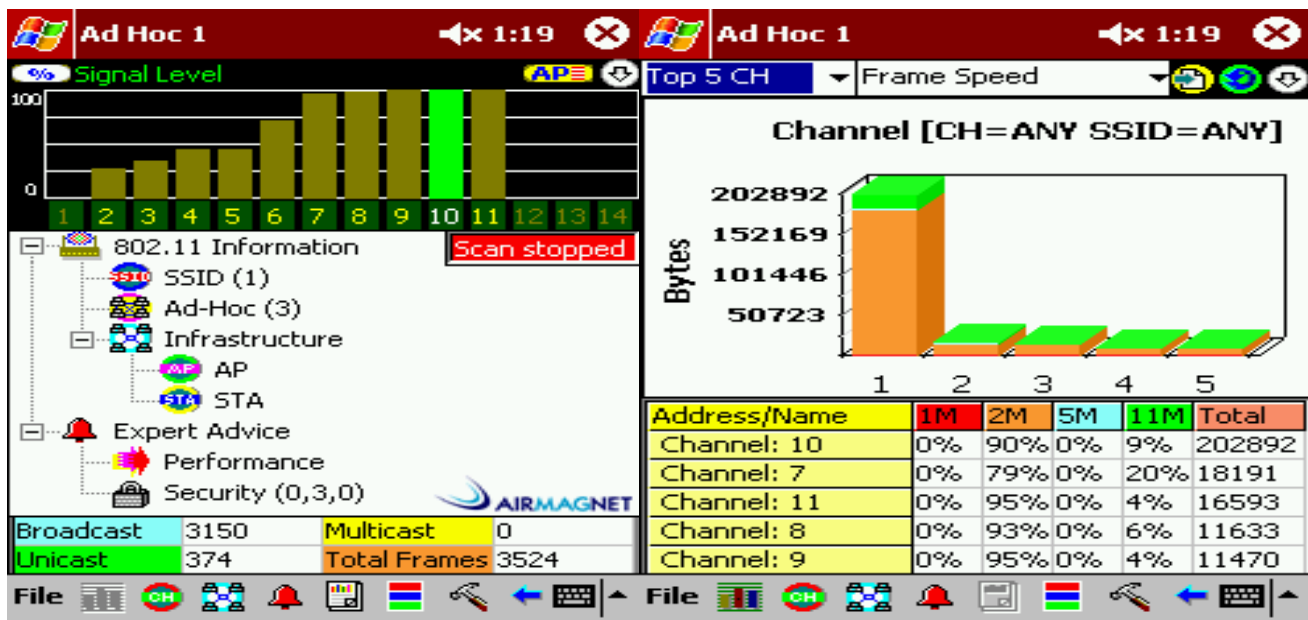 Ad Hoc 1 1:19
% Signal Level AP
100
0
1 2 3 4 5 6 7 8 9 10 11 12 13 14
802.11 Information
Scan stopped
SSID SSID (1)
Ad-Hoc (3)
Infrastructure
AP AP
STA STA
Expert Advice
Performance
Security (0,3,0)
AIRMAGNET
Broadcast 3150 Multicast 0
Unicast 374 Total Frames 3524
File CH
Ad Hoc 1 1:19
Top 5 CH Frame Speed
Channel [CH=ANY SSID=ANY]
202892
152169
101446
50723
Bytes
1 2 3 4 5
Address/Name 1M 2M 5M 11M Total
Channel: 10 0% 90% 0% 9% 202892
Channel: 7 0% 79% 0% 20% 18191
Channel: 11 0% 95% 0% 4% 16593
Channel: 8 0% 93% 0% 6% 11633
Channel: 9 0% 95% 0% 4% 11470
File CH